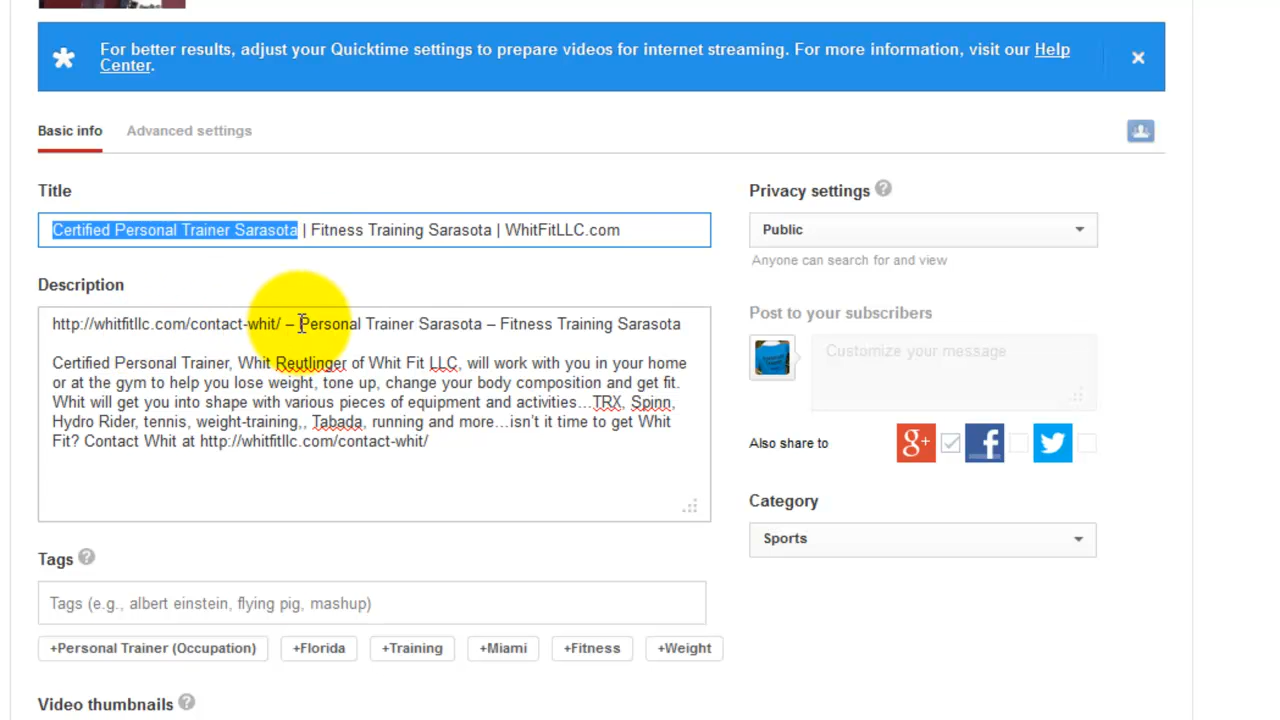 For better results, adjust your Quicktime settings to prepare videos for internet streaming. For more information, visit our Help
Center.
Basic info
Advanced settings
Title
Certified Personal Trainer Sarasota | Fitness Training Sarasota | WhitFitLLC.com
Description
http://whitfitllc.com/contact-whit/ – Personal Trainer Sarasota – Fitness Training Sarasota
Certified Personal Trainer, Whit Reutlinger of Whit Fit LLC, will work with you in your home
or at the gym to help you lose weight, tone up, change your body composition and get fit.
Whit will get you into shape with various pieces of equipment and activities…TRX, Spinn,
Hydro Rider, tennis, weight-training,, Tabada, running and more…isn’t it time to get Whit
Fit? Contact Whit at http://whitfitllc.com/contact-whit/
Tags
Tags (e.g., albert einstein, flying pig, mashup)
+Personal Trainer (Occupation)
+Florida
+Training
+Miami
+Fitness
+Weight
Video thumbnails
Privacy settings
Public
Anyone can search for and view
Post to your subscribers
Customize your message
Also share to
g+
f
Category
Sports